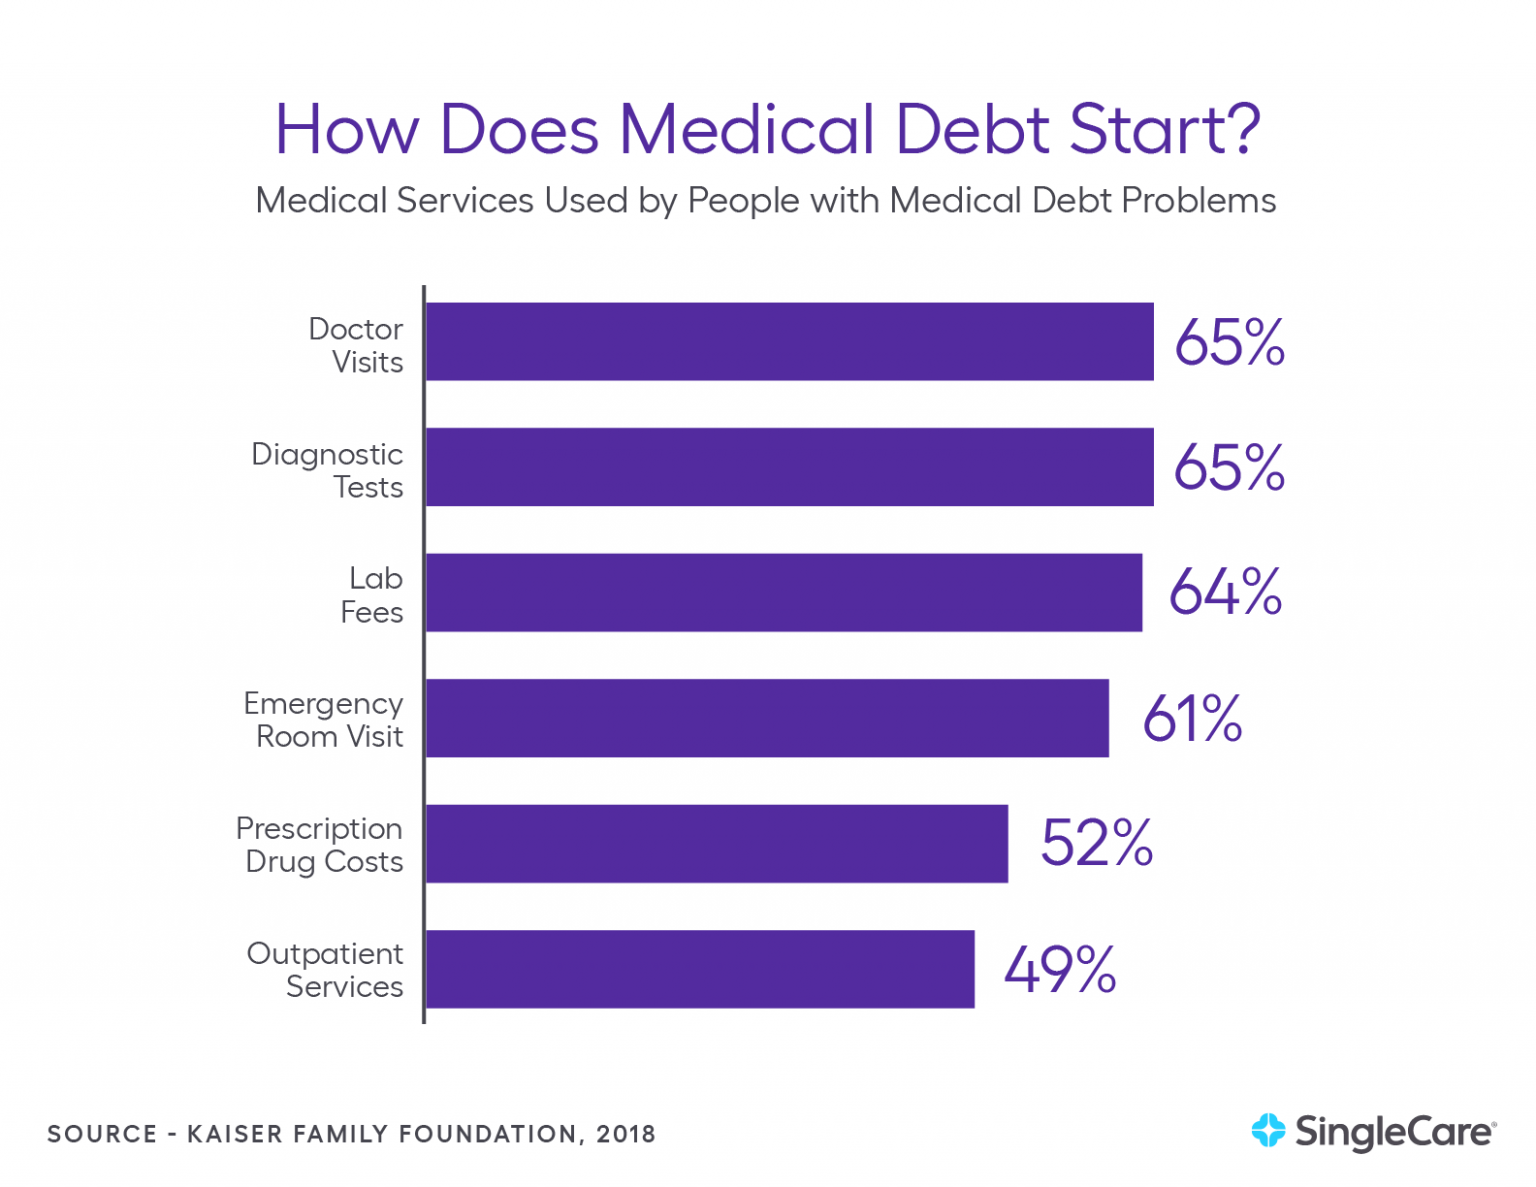 How Does Medical Debt Start?
Medical Services Used by People with Medical Debt Problems
Doctor
Visits
65%
Diagnostic
Tests
65%
Lab
Fees
64%
Emergency
Room Visit
61%
Prescription
Drug Costs
52%
Outpatient
Services
49%
SOURCE - KAISER FAMILY FOUNDATION, 2018
SingleCare®